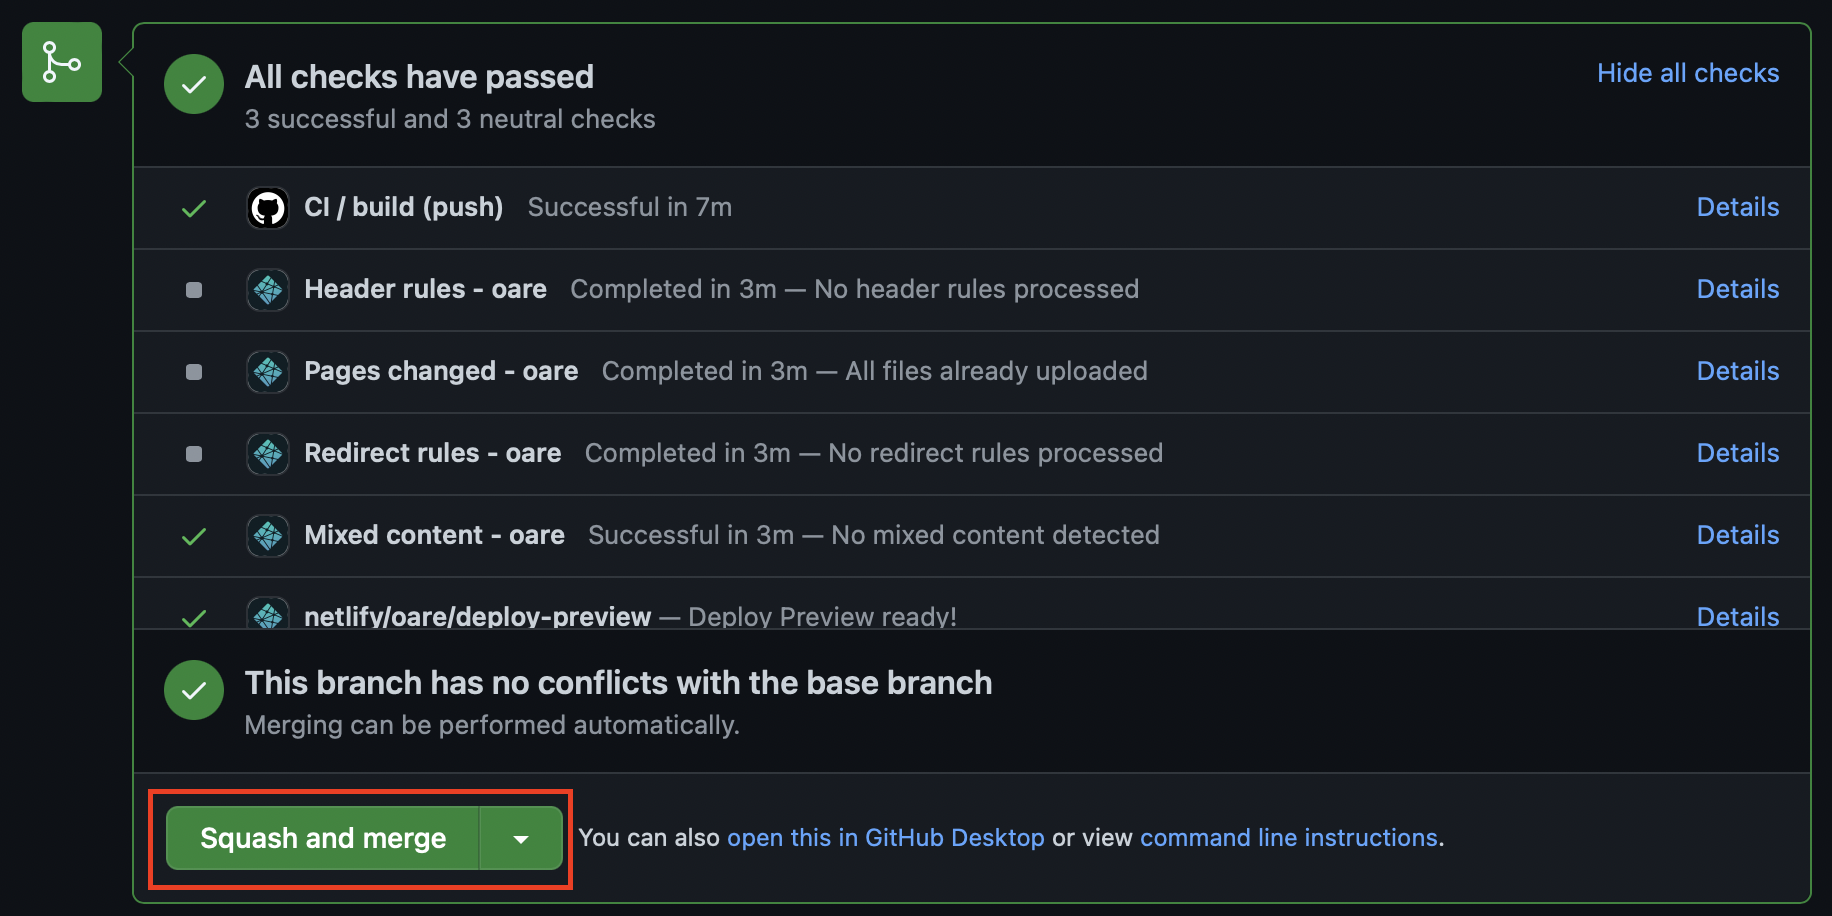 All checks have passed
Hide all checks
3 successful and 3 neutral checks
CI / build (push) Successful in 7m Details
Header rules - oare Completed in 3m — No header rules processed Details
Pages changed - oare Completed in 3m — All files already uploaded Details
Redirect rules - oare Completed in 3m — No redirect rules processed Details
Mixed content - oare Successful in 3m — No mixed content detected Details
netlify/oare/deploy-preview — Deploy Preview ready! Details
This branch has no conflicts with the base branch
Merging can be performed automatically.
Squash and merge You can also open this in GitHub Desktop or view command line instructions.